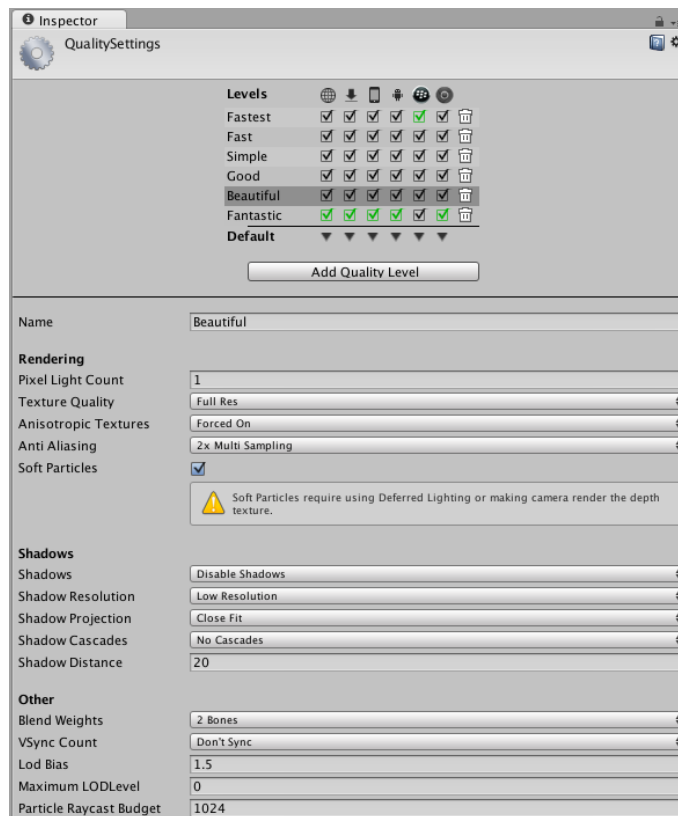 Inspector
QualitySettings
Levels
Fastest
Fast
Simple
Good
Beautiful
Fantastic
Default
Add Quality Level
Name Beautiful
Rendering
Pixel Light Count 1
Texture Quality Full Res
Anisotropic Textures Forced On
Anti Aliasing 2x Multi Sampling
Soft Particles
Soft Particles require using Deferred Lighting or making camera render the depth
texture.
Shadows
Shadows Disable Shadows
Shadow Resolution Low Resolution
Shadow Projection Close Fit
Shadow Cascades No Cascades
Shadow Distance 20
Other
Blend Weights 2 Bones
VSync Count Don't Sync
Lod Bias 1.5
Maximum LODLevel 0
Particle Raycast Budget 1024